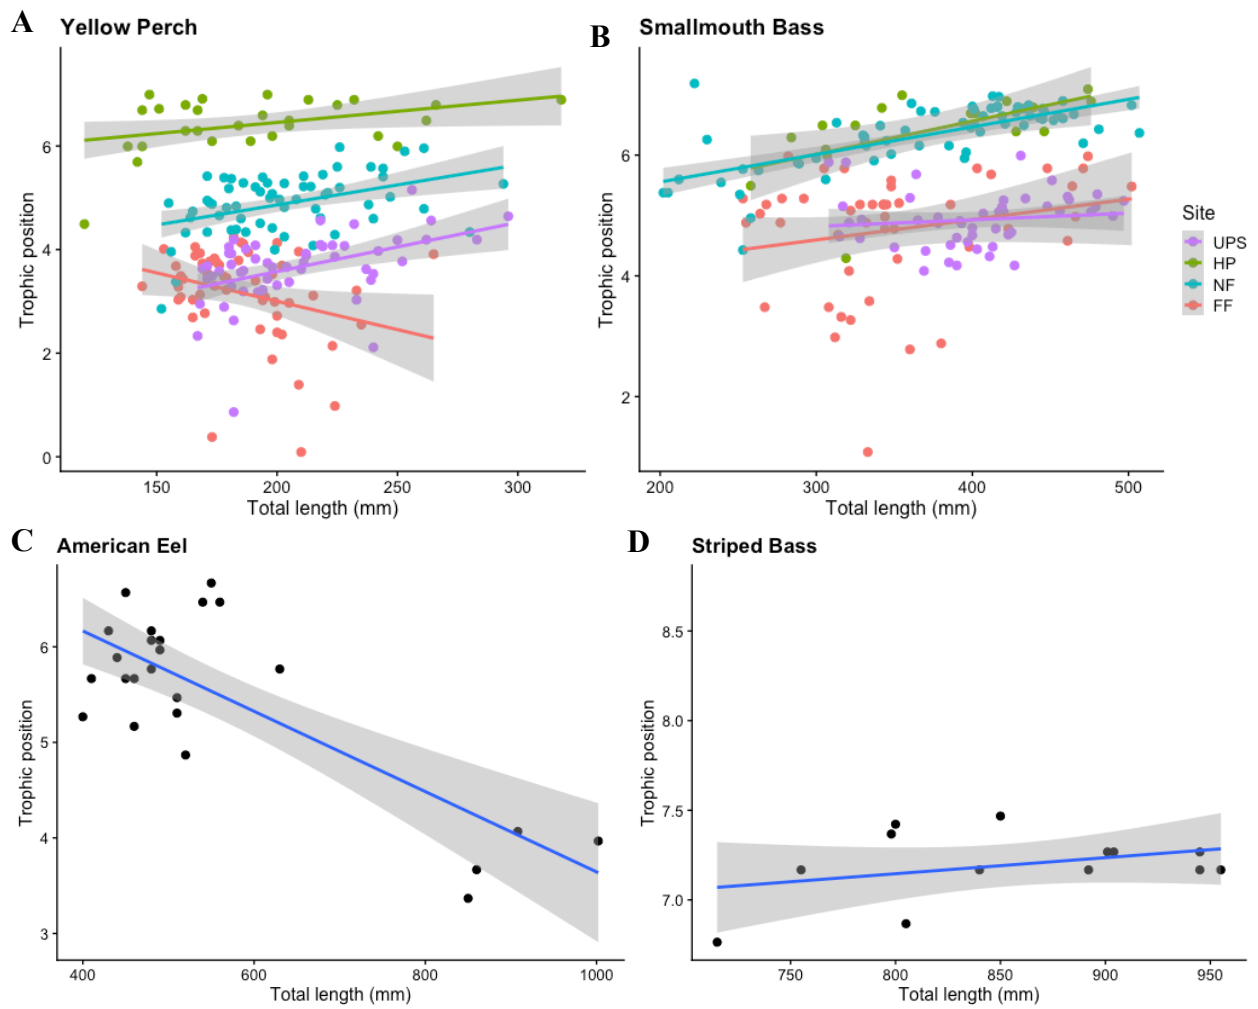 A
Yellow Perch
Trophic position
6
4
2
0
150 200 250 300
Total length (mm)
B
Smallmouth Bass
Trophic position
6
4
2
200 300 400 500
Total length (mm)
Site
UPS
HP
NF
FF
C
American Eel
Trophic position
6
5
4
3
400 600 800 1000
Total length (mm)
D
Striped Bass
Trophic position
8.5
8.0
7.5
7.0
750 800 850 900 950
Total length (mm)